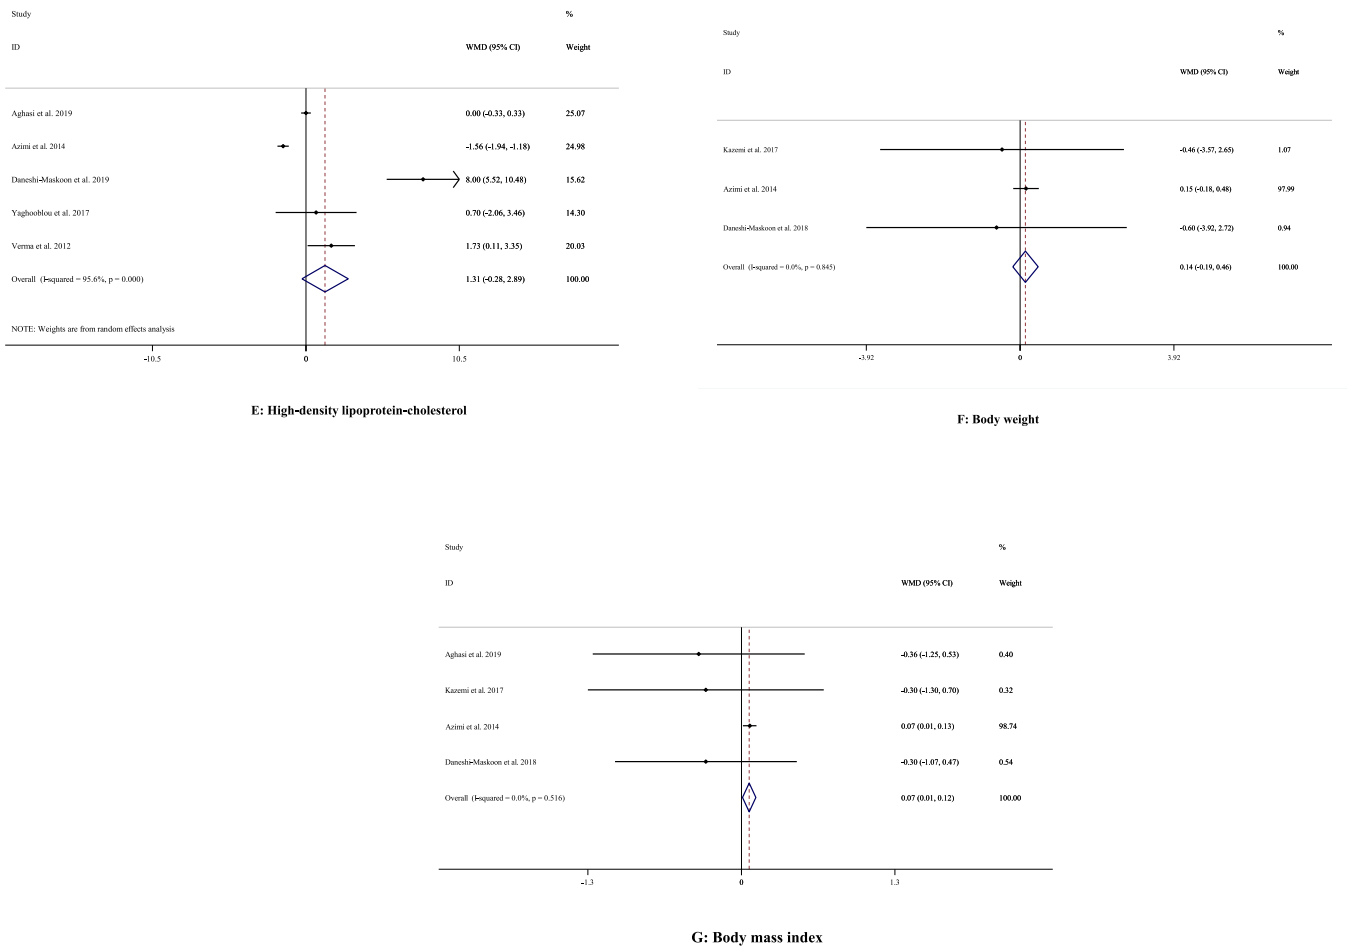 Study %
ID WMD (95% CI) Weight
Aghasi et al. 2019 0.00 (-0.33, 0.33) 25.07
Azimi et al. 2014 -1.56 (-1.94, -1.18) 24.98
Daneshi-Maskoon et al. 2019 8.00 (5.52, 10.48) 15.62
Yaghooblou et al. 2017 0.70 (-2.06, 3.46) 14.30
Verma et al. 2012 1.73 (0.11, 3.35) 20.03
Overall (I-squared = 95.6%, p = 0.000) 1.31 (-0.28, 2.89) 100.00
NOTE: Weights are from random effects analysis
-10.5 0 10.5
E: High-density lipoprotein-cholesterol
Study %
ID WMD (95% CI) Weight
Kazemi et al. 2017 -0.46 (-3.57, 2.65) 1.07
Azimi et al. 2014 0.15 (-0.18, 0.48) 97.99
Daneshi-Maskoon et al. 2018 -0.60 (-3.92, 2.72) 0.94
Overall (I-squared = 0.0%, p = 0.845) 0.14 (-0.19, 0.46) 100.00
-3.92 0 3.92
F: Body weight
Study %
ID WMD (95% CI) Weight
Aghasi et al. 2019 -0.36 (-1.25, 0.53) 0.40
Kazemi et al. 2017 -0.30 (-1.30, 0.70) 0.32
Azimi et al. 2014 0.07 (0.01, 0.13) 98.74
Daneshi-Maskoon et al. 2018 -0.30 (-1.07, 0.47) 0.54
Overall (I-squared = 0.0%, p = 0.516) 0.07 (0.01, 0.12) 100.00
-1.3 0 1.3
G: Body mass index